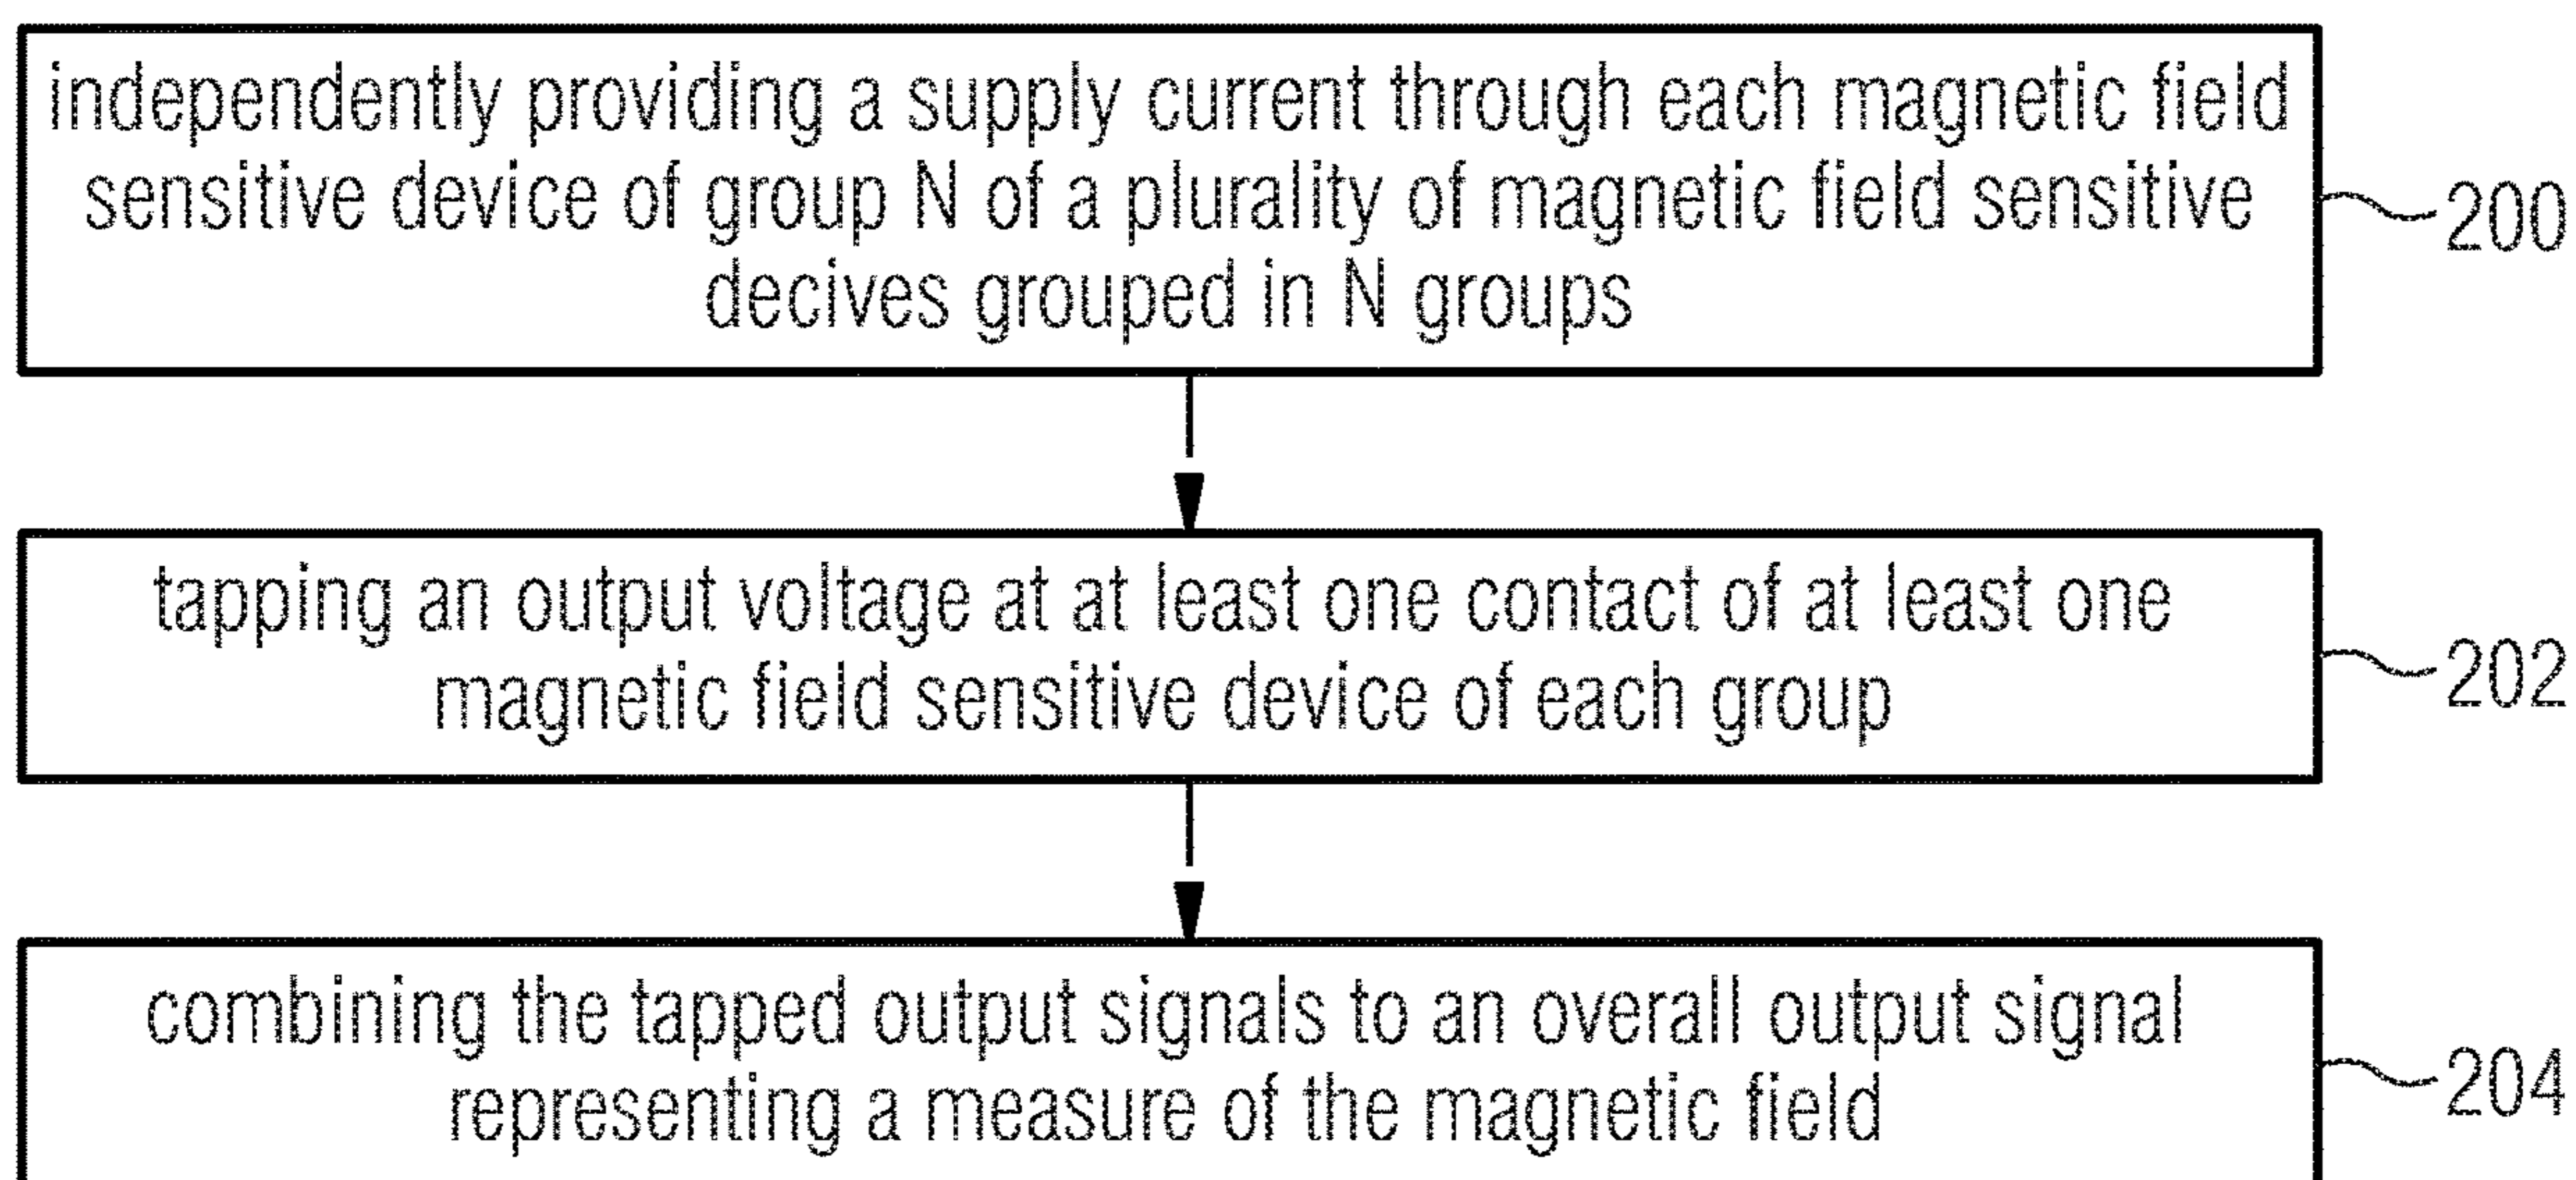 independently providing a supply current through each magnetic field
sensitive device of group N of a plurality of magnetic field sensitive
decives grouped in N groups
200
tapping an output voltage at at least one contact of at least one
magnetic field sensitive device of each group
202
combining the tapped output signals to an overall output signal
representing a measure of the magnetic field
204